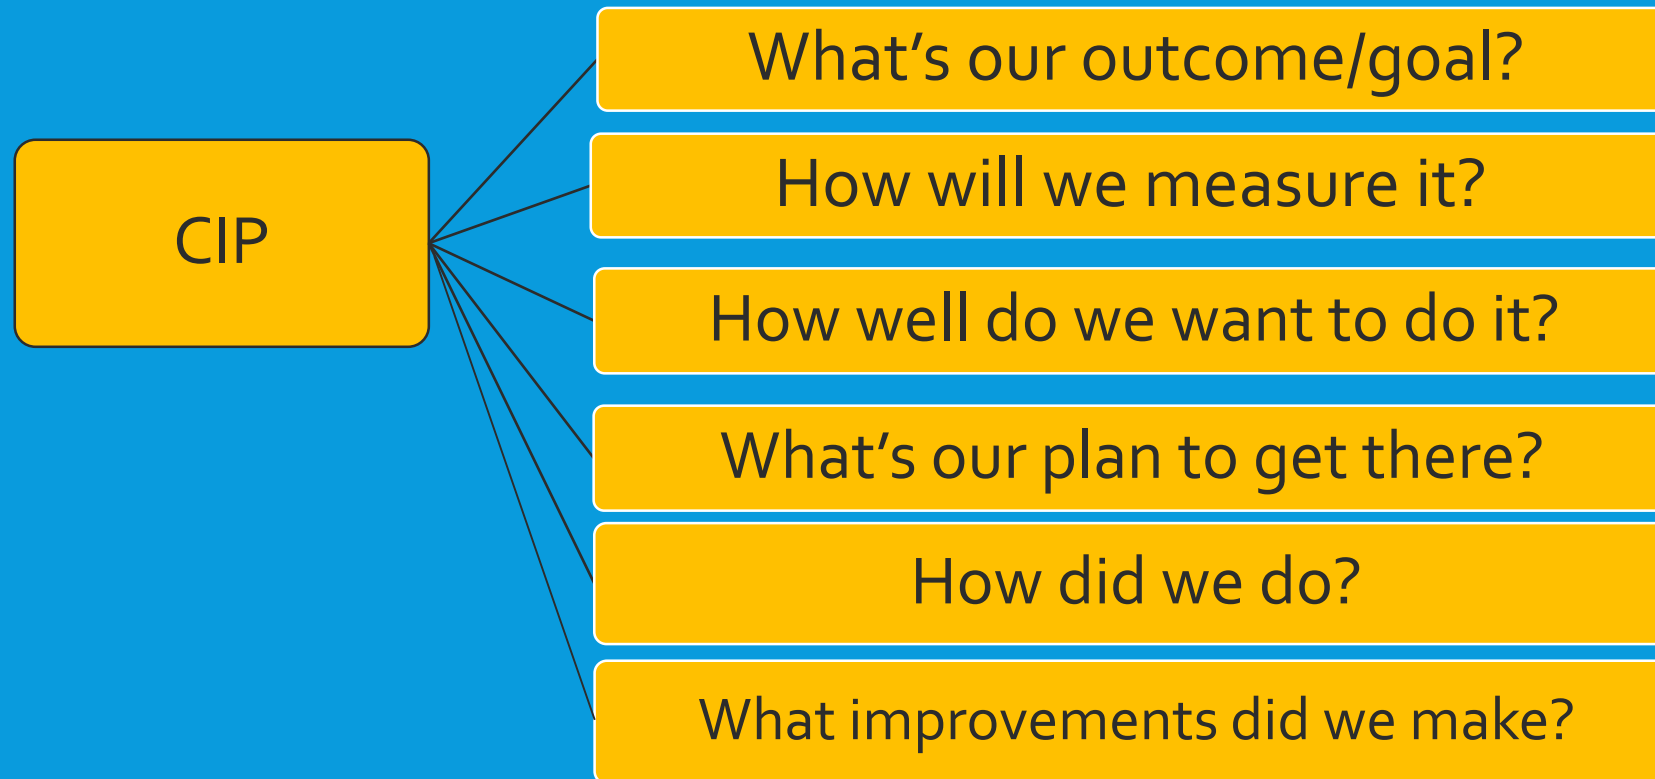 CIP
What’s our outcome/goal?
How will we measure it?
How well do we want to do it?
What’s our plan to get there?
How did we do?
What improvements did we make?